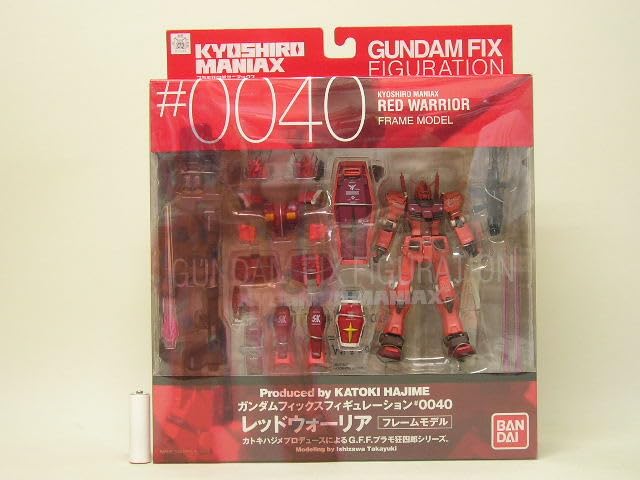 KYOSHIRO
MANIAX
GUNDAM FIX
FIGURATION
#0040
KYOSHIRO MANIAX
RED WARRIOR
FRAME MODEL
GUNDAM FIX FIGURATION
KYOSHIRO MANIAX
Produced by KATOKI HAJIME
ガンダムフィックスフィギュレーション#0040
レッドウォーリア フレームモデル
カトキハジメプロデュースによるG.F.F.プラモ狂四郎シリーズ。
Modeling by Ishizawa Takayuki
BAN
DAI